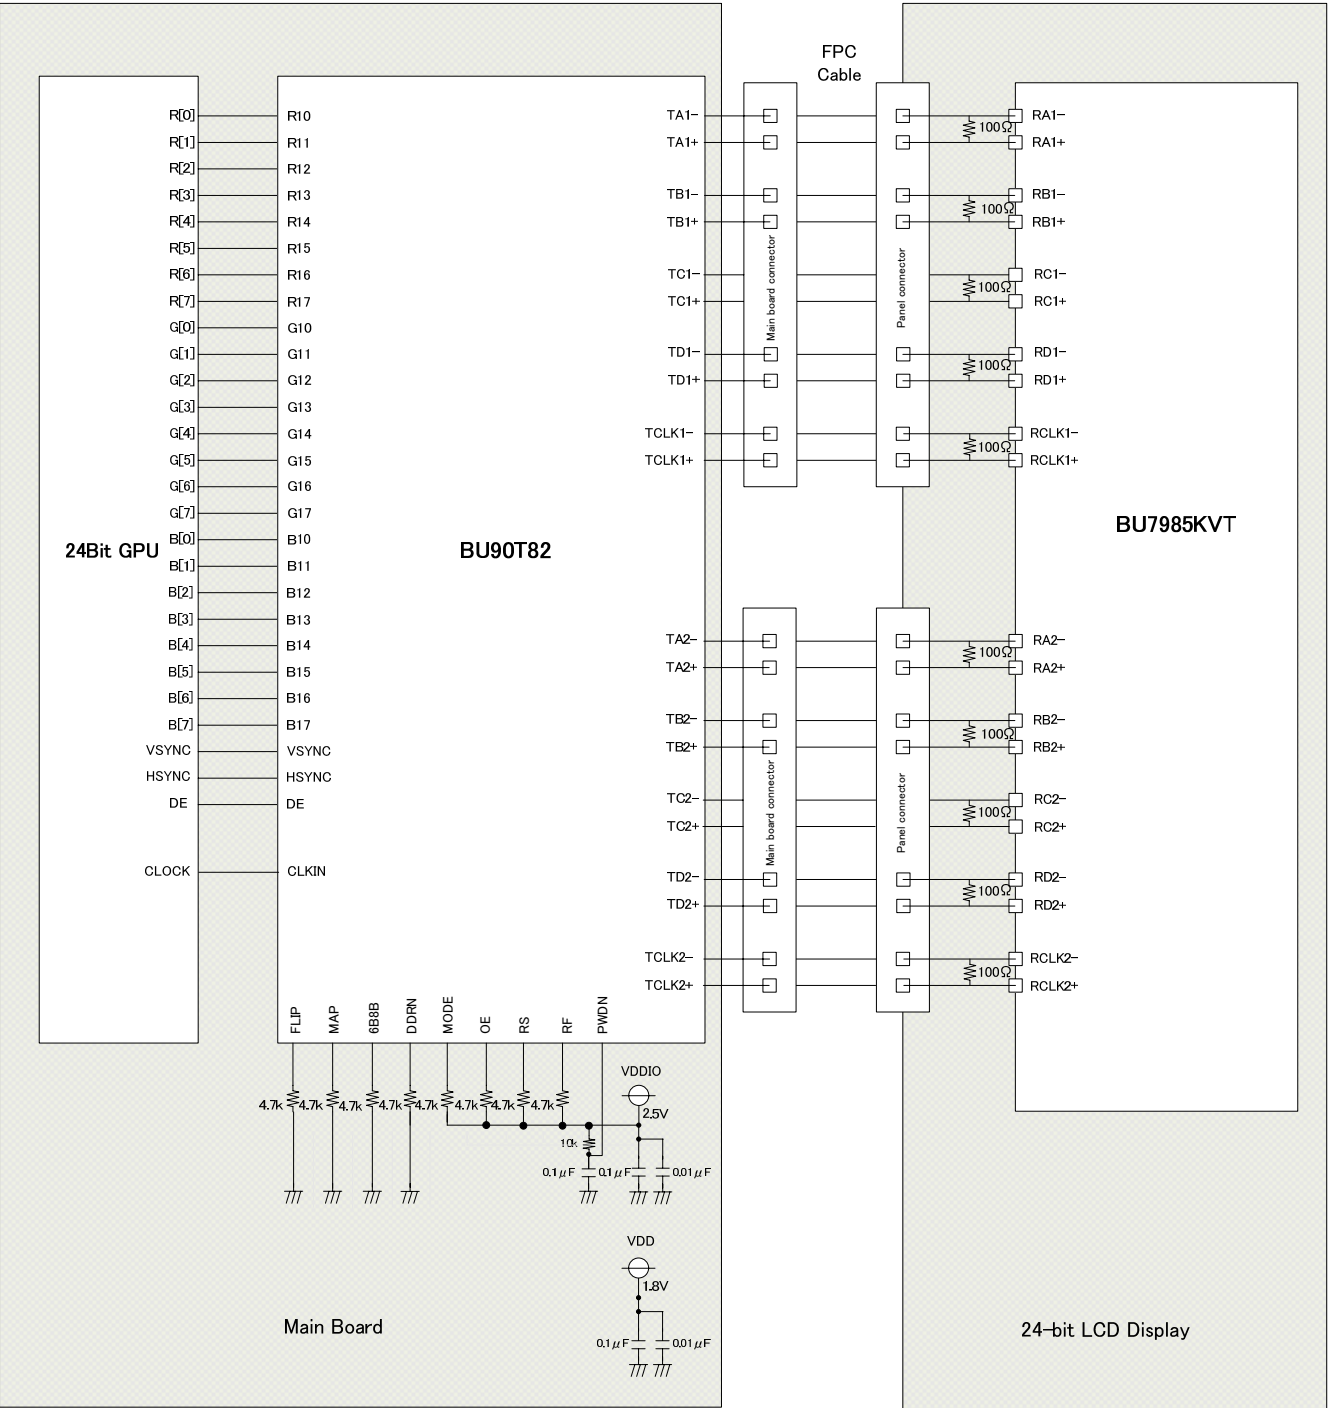 FPC
Cable
R[0] R10 TA1- RA1-
100Ω
R[1] R11 TA1+ RA1+
R[2] R12
R[3] R13 TB1- RB1-
100Ω
R[4] R14 TB1+ RB1+
R[5] R15
R[6] R16 TC1- RC1-
100Ω
R[7] R17 TC1+ RC1+
Main board connector
Panel connector
G[0] G10
G[1] G11 TD1- RD1-
100Ω
G[2] G12 TD1+ RD1+
G[3] G13
G[4] G14 TCLK1- RCLK1-
100Ω
G[5] G15 TCLK1+ RCLK1+
G[6] G16
G[7] G17
BU7985KVT
B[0] B10
24Bit GPU
BU90T82
B[1] B11
B[2] B12
B[3] B13
B[4] B14 TA2- RA2-
100Ω
B[5] B15 TA2+ RA2+
B[6] B16
B[7] B17 TB2- RB2-
100Ω
VSYNC VSYNC TB2+ RB2+
HSYNC HSYNC
DE DE TC2- RC2-
100Ω
TC2+ RC2+
Main board connector
Panel connector
CLOCK CLKIN TD2- RD2-
100Ω
TD2+ RD2+
TCLK2- RCLK2-
100Ω
TCLK2+ RCLK2+
FLIP MAP 6B8B DDRN MODE OE RS RF PWDN
VDDIO
4.7k 4.7k 4.7k 4.7k 4.7k 4.7k 4.7k 4.7k
2.5V
10k
0.1μF 0.1μF 0.01μF
VDD
1.8V
0.1μF 0.01μF
Main Board
24-bit LCD Display